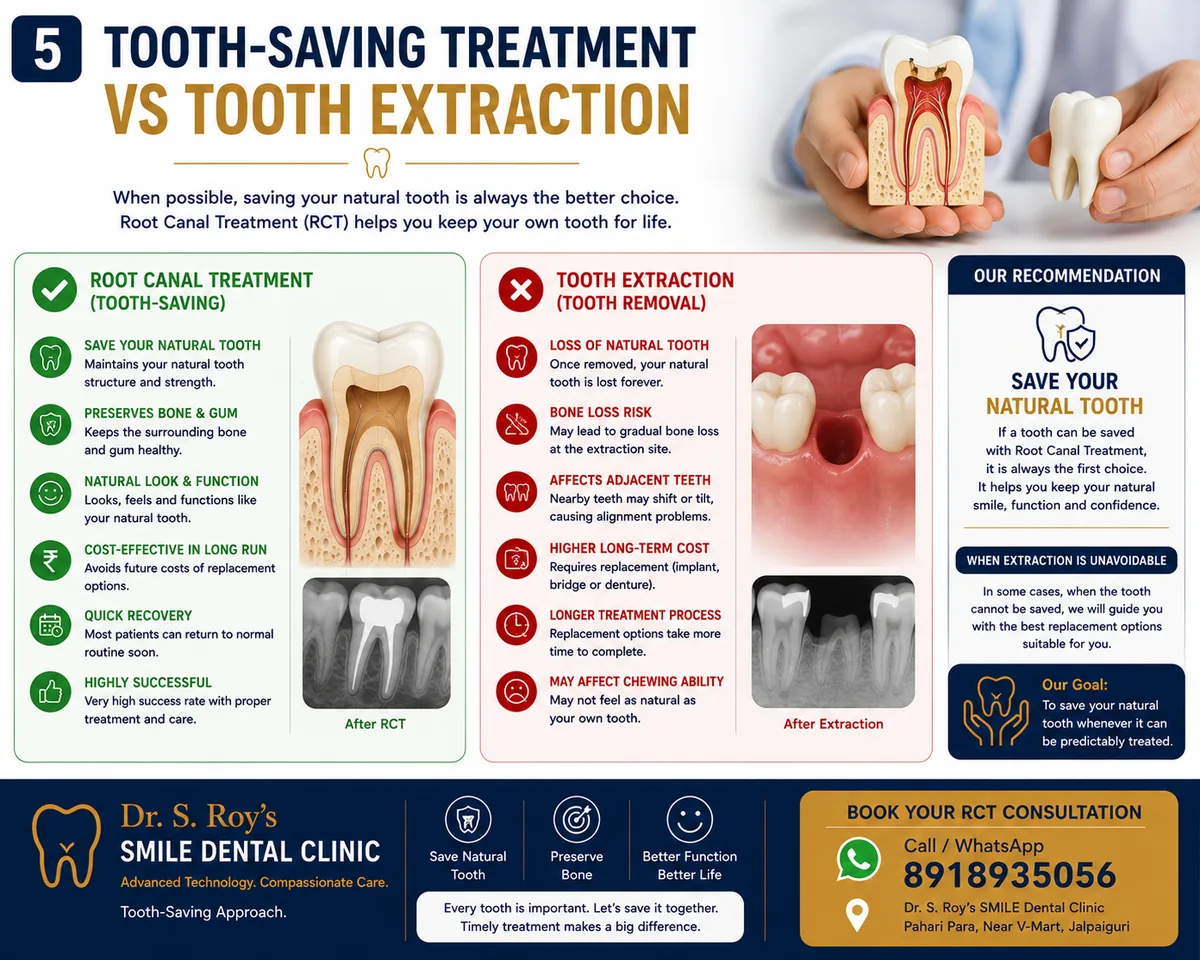 5
TOOTH-SAVING TREATMENT
VS TOOTH EXTRACTION
When possible, saving your natural tooth is always the better choice.
Root Canal Treatment (RCT) helps you keep your own tooth for life.
ROOT CANAL TREATMENT
(TOOTH-SAVING)
SAVE YOUR NATURAL TOOTH
Maintains your natural tooth
structure and strength.
PRESERVES BONE & GUM
Keeps the surrounding bone
and gum healthy.
NATURAL LOOK & FUNCTION
Looks, feels and functions like
your natural tooth.
₹
COST-EFFECTIVE IN LONG RUN
Avoids future costs of replacement
options.
QUICK RECOVERY
Most patients can return to normal
routine soon.
HIGHLY SUCCESSFUL
Very high success rate with proper
treatment and care.
After RCT
TOOTH EXTRACTION
(TOOTH REMOVAL)
LOSS OF NATURAL TOOTH
Once removed, your natural
tooth is lost forever.
BONE LOSS RISK
May lead to gradual bone loss
at the extraction site.
AFFECTS ADJACENT TEETH
Nearby teeth may shift or tilt,
causing alignment problems.
HIGHER LONG-TERM COST
Requires replacement (implant,
bridge or denture).
LONGER TREATMENT PROCESS
Replacement options take more
time to complete.
MAY AFFECT CHEWING ABILITY
May not feel as natural as
your own tooth.
After Extraction
OUR RECOMMENDATION
SAVE YOUR
NATURAL TOOTH
If a tooth can be saved
with Root Canal Treatment,
it is always the first choice.
It helps you keep your natural
smile, function and confidence.
WHEN EXTRACTION IS UNAVOIDABLE
In some cases, when the tooth
cannot be saved, we will guide you
with the best replacement options
suitable for you.
Our Goal:
To save your natural
tooth whenever it can
be predictably treated.
Dr. S. Roy's
SMILE DENTAL CLINIC
Advanced Technology. Compassionate Care.
Tooth-Saving Approach.
Save Natural
Tooth
Preserve
Bone
Better Function
Better Life
Every tooth is important. Let's save it together.
Timely treatment makes a big difference.
BOOK YOUR RCT CONSULTATION
Call / WhatsApp
8918935056
Dr. S. Roy's SMILE Dental Clinic
Pahari Para, Near V-Mart, Jalpaiguri